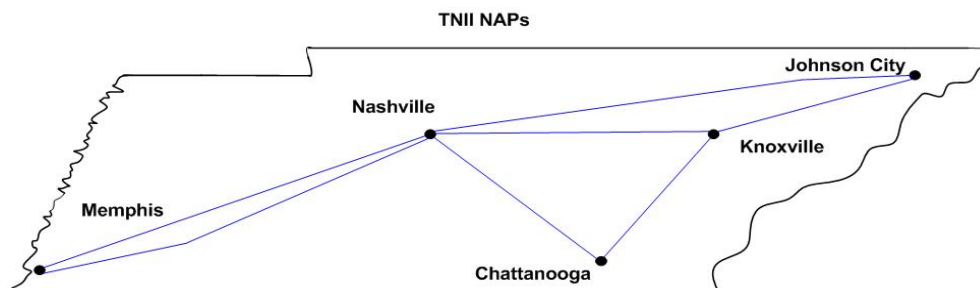 TNII NAPs
Johnson City
Nashville
Knoxville
Memphis
Chattanooga